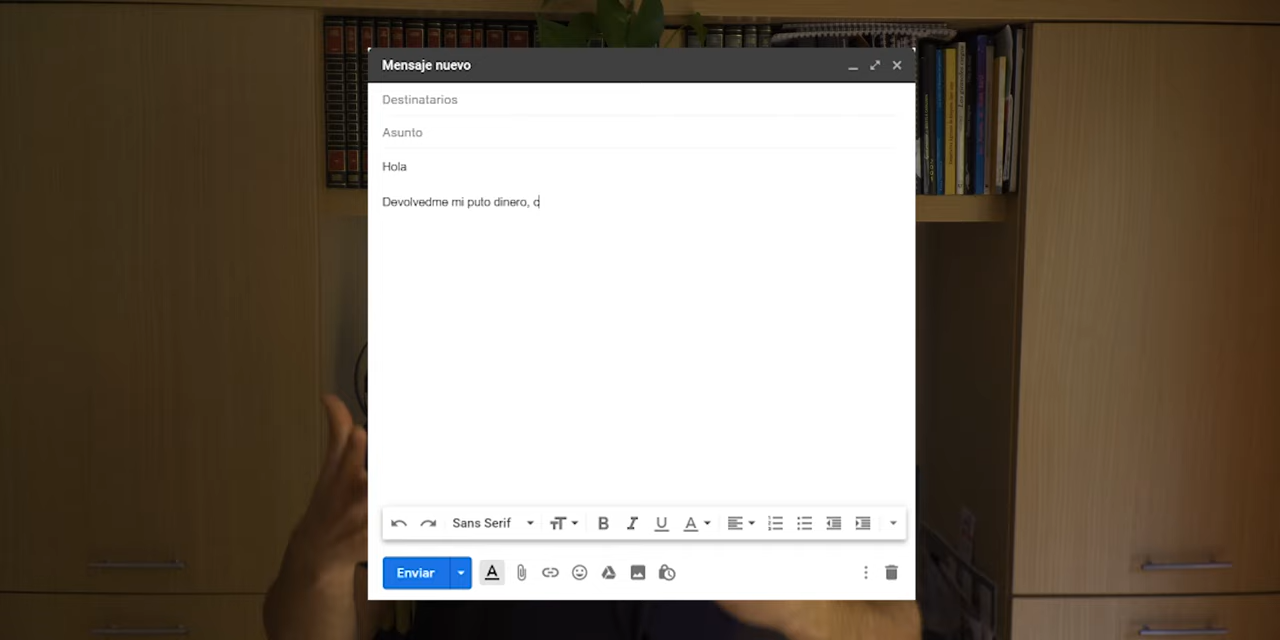 Mensaje nuevo
Destinatarios
Asunto
Hola
Devolvedme mi puto dinero, c
Sans Serif
Enviar